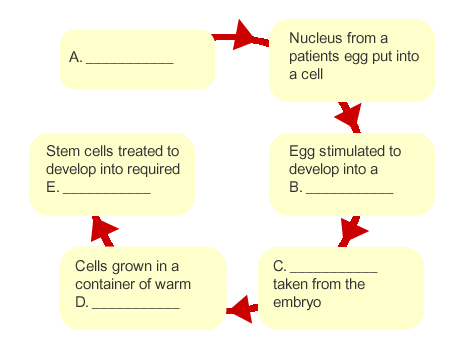 A. ___________
Nucleus from a
patients egg put into
a cell
Egg stimulated to
develop into a
B. ___________
C. ___________
taken from the
embryo
Cells grown in a
container of warm
D. ___________
Stem cells treated to
develop into required
E. ___________